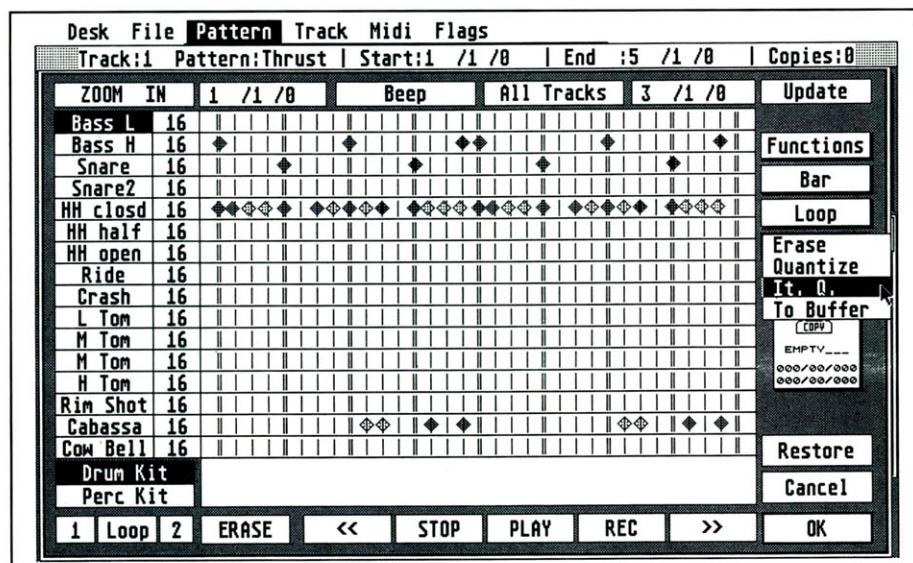 Desk File Pattern Track Midi Flags
Track:1 Pattern:Thrust | Start:1 /1 /0 | End :5 /1 /0 | Copies:0
ZOOM IN 1 /1 /0 Beep All Tracks 3 /1 /0 Update
Bass L 16
Bass H 16
Functions
Snare 16
Snare2 16
Bar
HH closd 16
Loop
HH half 16
HH open 16
Ride 16
Crash 16
L Tom 16
M Tom 16
M Tom 16
H Tom 16
Rim Shot 16
Cabassa 16
Cow Bell 16
Erase
Quantize
It. Q.
To Buffer
COPY
EMPTY___
000/00/000
000/00/000
Restore
Drum Kit
Perc Kit
Cancel
1 Loop 2 ERASE << STOP PLAY REC >> OK